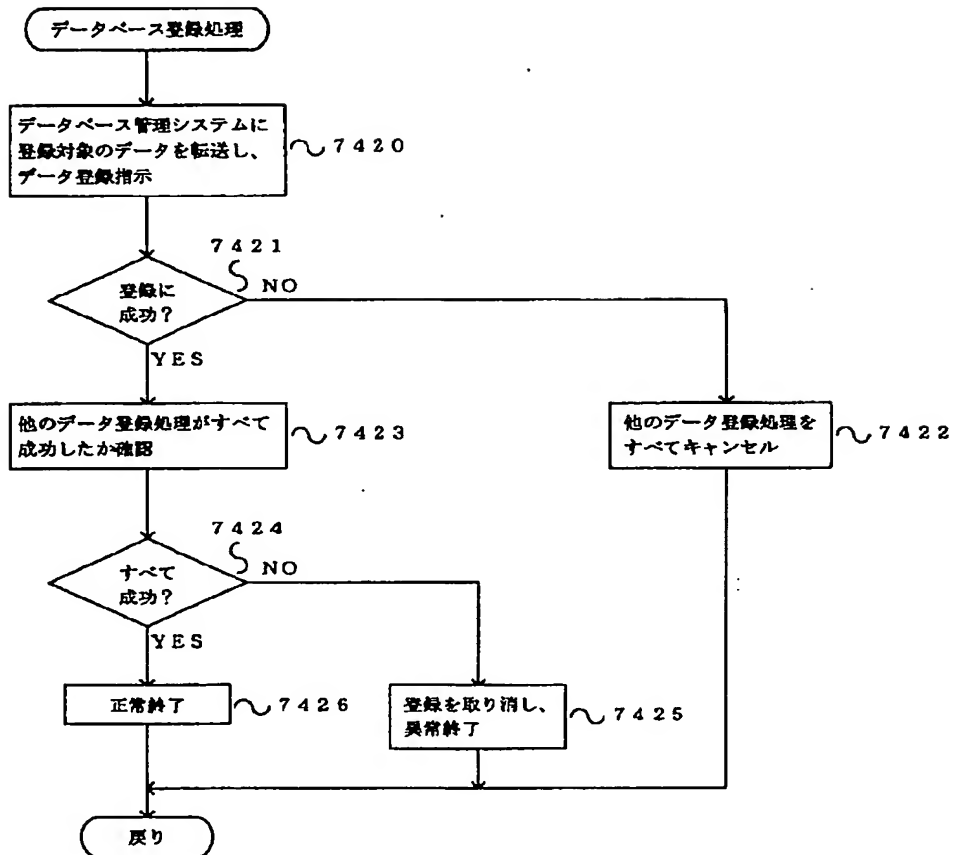 データベース登録処理
データベース管理システムに
登録対象のデータを転送し、
データ登録指示
7420
7421
登録に
成功?
NO
YES
他のデータ登録処理がすべて
成功したか確認
7423
他のデータ登録処理を
すべてキャンセル
7422
7424
すべて
成功?
NO
YES
正常終了
7426
登録を取り消し、
異常終了
7425
戻り